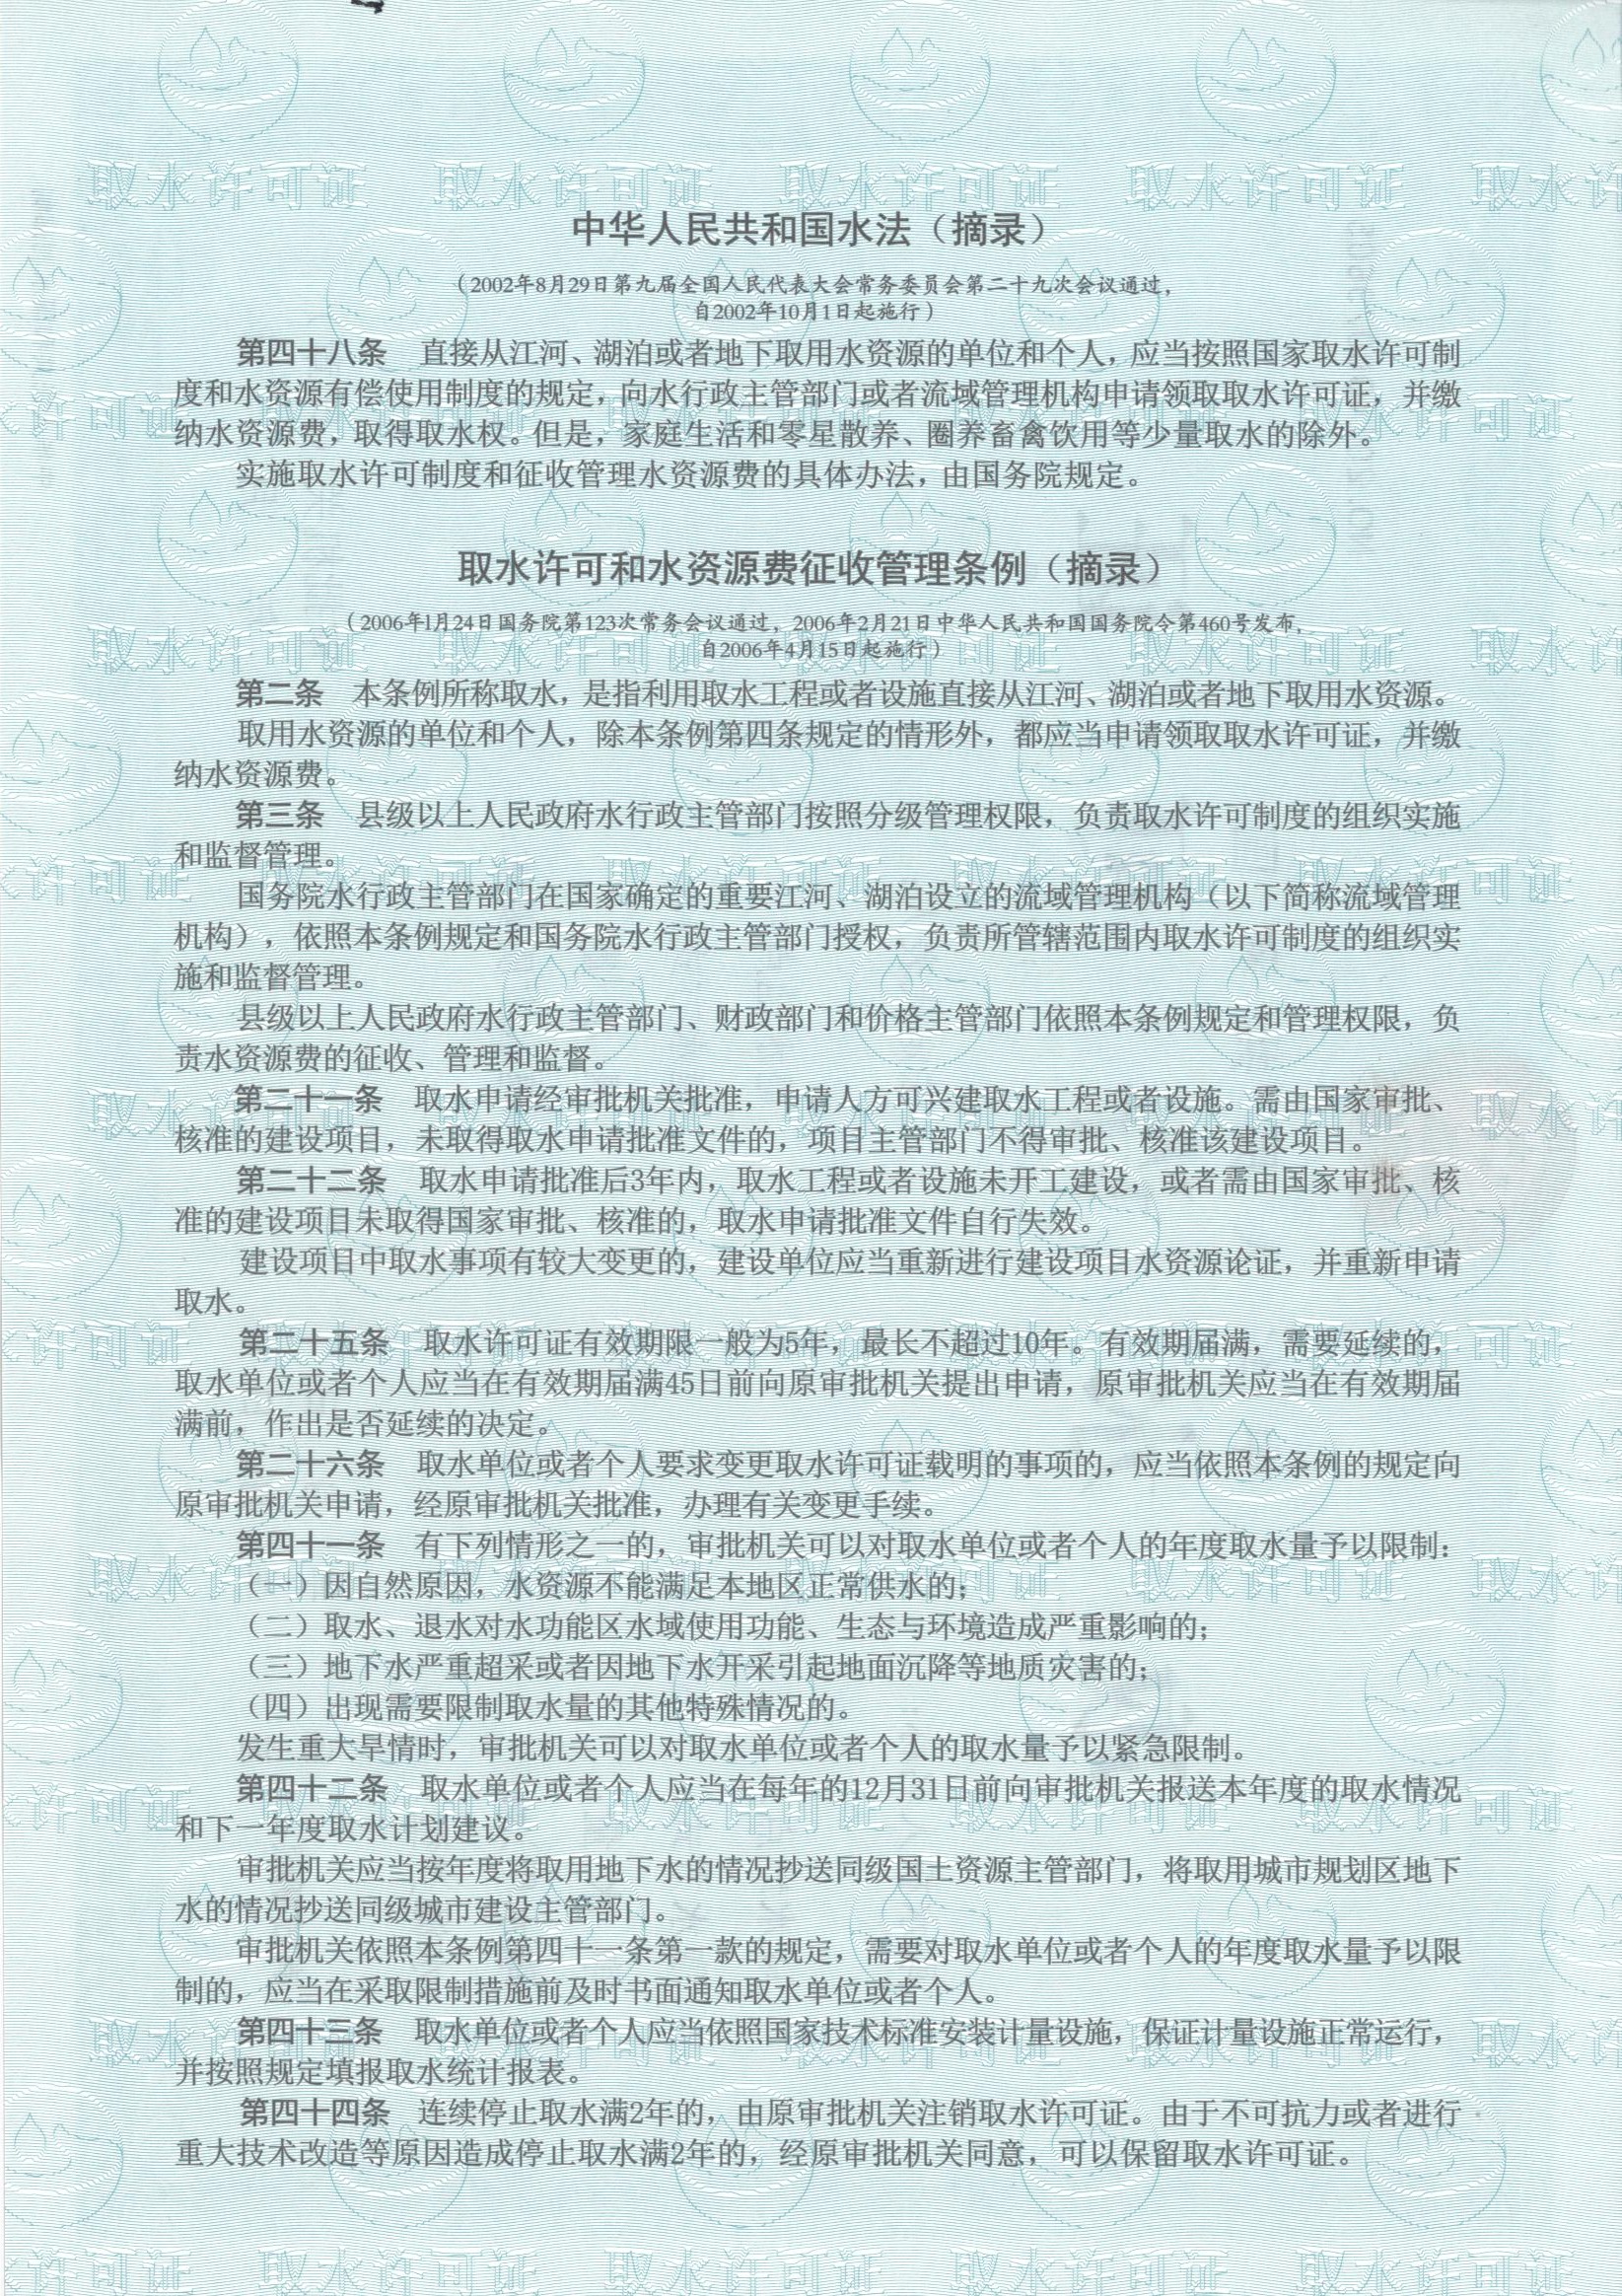 中华人民共和国水法（摘录）
（2002年8月29日第九届全国人民代表大会常务委员会第二十九次会议通过，
自2002年10月1日起施行）
第四十八条　直接从江河、湖泊或者地下取用水资源的单位和个人，应当按照国家取水许可制
度和水资源有偿使用制度的规定，向水行政主管部门或者流域管理机构申请领取取水许可证，并缴
纳水资源费，取得取水权。但是，家庭生活和零星散养、圈养畜禽饮用等少量取水的除外。
实施取水许可制度和征收管理水资源费的具体办法，由国务院规定。
取水许可和水资源费征收管理条例（摘录）
（2006年1月24日国务院第123次常务会议通过，2006年2月21日中华人民共和国国务院令第460号发布，
自2006年4月15日起施行）
第二条　本条例所称取水，是指利用取水工程或者设施直接从江河、湖泊或者地下取用水资源。
取用水资源的单位和个人，除本条例第四条规定的情形外，都应当申请领取取水许可证，并缴
纳水资源费。
第三条　县级以上人民政府水行政主管部门按照分级管理权限，负责取水许可制度的组织实施
和监督管理。
国务院水行政主管部门在国家确定的重要江河、湖泊设立的流域管理机构（以下简称流域管理
机构），依照本条例规定和国务院水行政主管部门授权，负责所管辖范围内取水许可制度的组织实
施和监督管理。
县级以上人民政府水行政主管部门、财政部门和价格主管部门依照本条例规定和管理权限，负
责水资源费的征收、管理和监督。
第二十一条　取水申请经审批机关批准，申请人方可兴建取水工程或者设施。需由国家审批、
核准的建设项目，未取得取水申请批准文件的，项目主管部门不得审批、核准该建设项目。
第二十二条　取水申请批准后3年内，取水工程或者设施未开工建设，或者需由国家审批、核
准的建设项目未取得国家审批、核准的，取水申请批准文件自行失效。
建设项目中取水事项有较大变更的，建设单位应当重新进行建设项目水资源论证，并重新申请
取水。
第二十五条　取水许可证有效期限一般为5年，最长不超过10年。有效期届满，需要延续的，
取水单位或者个人应当在有效期届满45日前向原审批机关提出申请，原审批机关应当在有效期届
满前，作出是否延续的决定。
第二十六条　取水单位或者个人要求变更取水许可证载明的事项的，应当依照本条例的规定向
原审批机关申请，经原审批机关批准，办理有关变更手续。
第四十一条　有下列情形之一的，审批机关可以对取水单位或者个人的年度取水量予以限制：
（一）因自然原因，水资源不能满足本地区正常供水的；
（二）取水、退水对水功能区水域使用功能、生态与环境造成严重影响的；
（三）地下水严重超采或者因地下水开采引起地面沉降等地质灾害的；
（四）出现需要限制取水量的其他特殊情况的。
发生重大旱情时，审批机关可以对取水单位或者个人的取水量予以紧急限制。
第四十二条　取水单位或者个人应当在每年的12月31日前向审批机关报送本年度的取水情况
和下一年度取水计划建议。
审批机关应当按年度将取用地下水的情况抄送同级国土资源主管部门，将取用城市规划区地下
水的情况抄送同级城市建设主管部门。
审批机关依照本条例第四十一条第一款的规定，需要对取水单位或者个人的年度取水量予以限
制的，应当在采取限制措施前及时书面通知取水单位或者个人。
第四十三条　取水单位或者个人应当依照国家技术标准安装计量设施，保证计量设施正常运行，
并按照规定填报取水统计报表。
第四十四条　连续停止取水满2年的，由原审批机关注销取水许可证。由于不可抗力或者进行
重大技术改造等原因造成停止取水满2年的，经原审批机关同意，可以保留取水许可证。